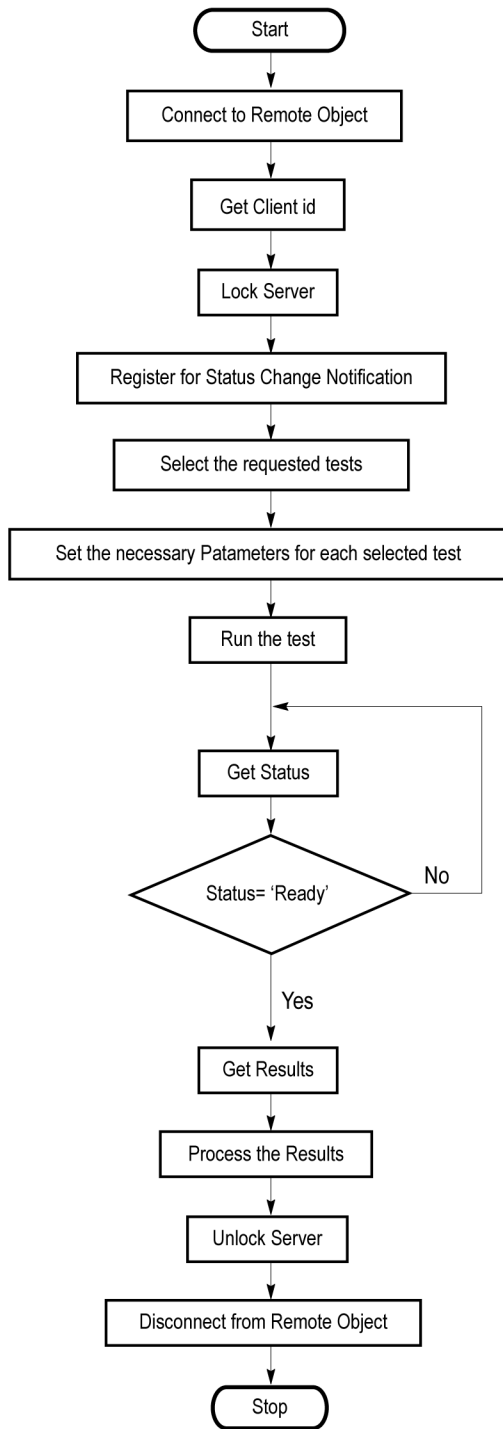 Start
Connect to Remote Object
Get Client id
Lock Server
Register for Status Change Notification
Select the requested tests
Set the necessary Patameters for each selected test
Run the test
Get Status
Status= ‘Ready’
No
Yes
Get Results
Process the Results
Unlock Server
Disconnect from Remote Object
Stop